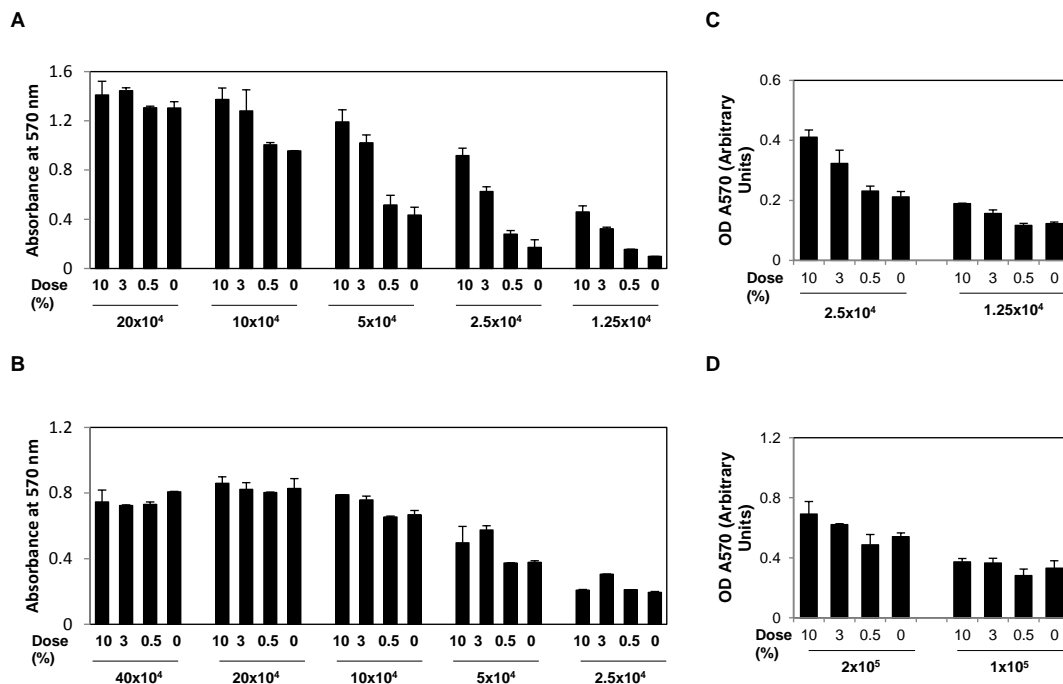 A
Absorbance at 570 nm
1.6
1.2
0.8
0.4
0
Dose (%)
10 3 0.5 0 10 3 0.5 0 10 3 0.5 0 10 3 0.5 0 10 3 0.5 0
20x10⁴ 10x10⁴ 5x10⁴ 2.5x10⁴ 1.25x10⁴
B
Absorbance at 570 nm
1.2
0.8
0.4
0
Dose (%)
10 3 0.5 0 10 3 0.5 0 10 3 0.5 0 10 3 0.5 0 10 3 0.5 0
40x10⁴ 20x10⁴ 10x10⁴ 5x10⁴ 2.5x10⁴
C
OD A570 (Arbitrary
Units)
0.6
0.4
0.2
0
Dose (%)
10 3 0.5 0 10 3 0.5 0
2.5x10⁴ 1.25x10⁴
D
OD A570 (Arbitrary
Units)
1.2
0.8
0.4
0
Dose (%)
10 3 0.5 0 10 3 0.5 0
2x10⁵ 1x10⁵